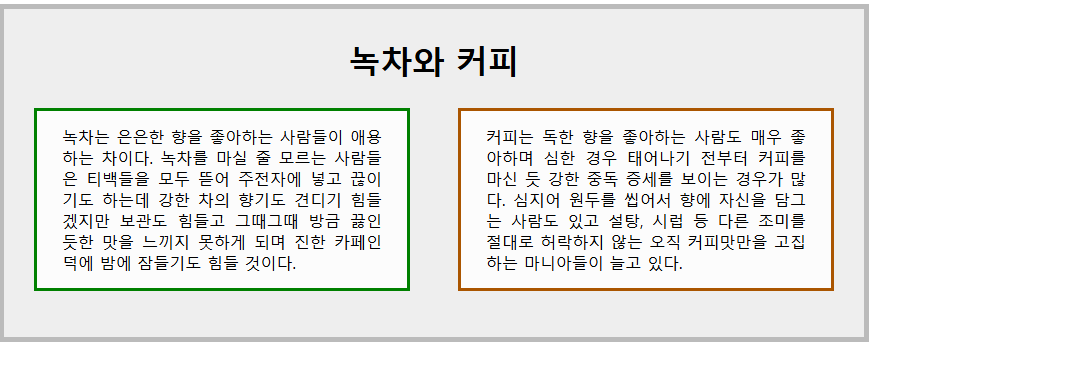 녹차와 커피
녹차는 은은한 향을 좋아하는 사람들이 애용
하는 차이다. 녹차를 마실 줄 모르는 사람들
은 티백들을 모두 뜯어 주전자에 넣고 끊이
기도 하는데 강한 차의 향기도 견디기 힘들
겠지만 보관도 힘들고 그때그때 방금 끓인
듯한 맛을 느끼지 못하게 되며 진한 카페인
덕에 밤에 잠들기도 힘들 것이다.
커피는 독한 향을 좋아하는 사람도 매우 좋
아하며 심한 경우 태어나기 전부터 커피를
마신 듯 강한 중독 증세를 보이는 경우가 많
다. 심지어 원두를 씹어서 향에 자신을 담그
는 사람도 있고 설탕, 시럽 등 다른 조미를
절대로 허락하지 않는 오직 커피맛만을 고집
하는 마니아들이 늘고 있다.